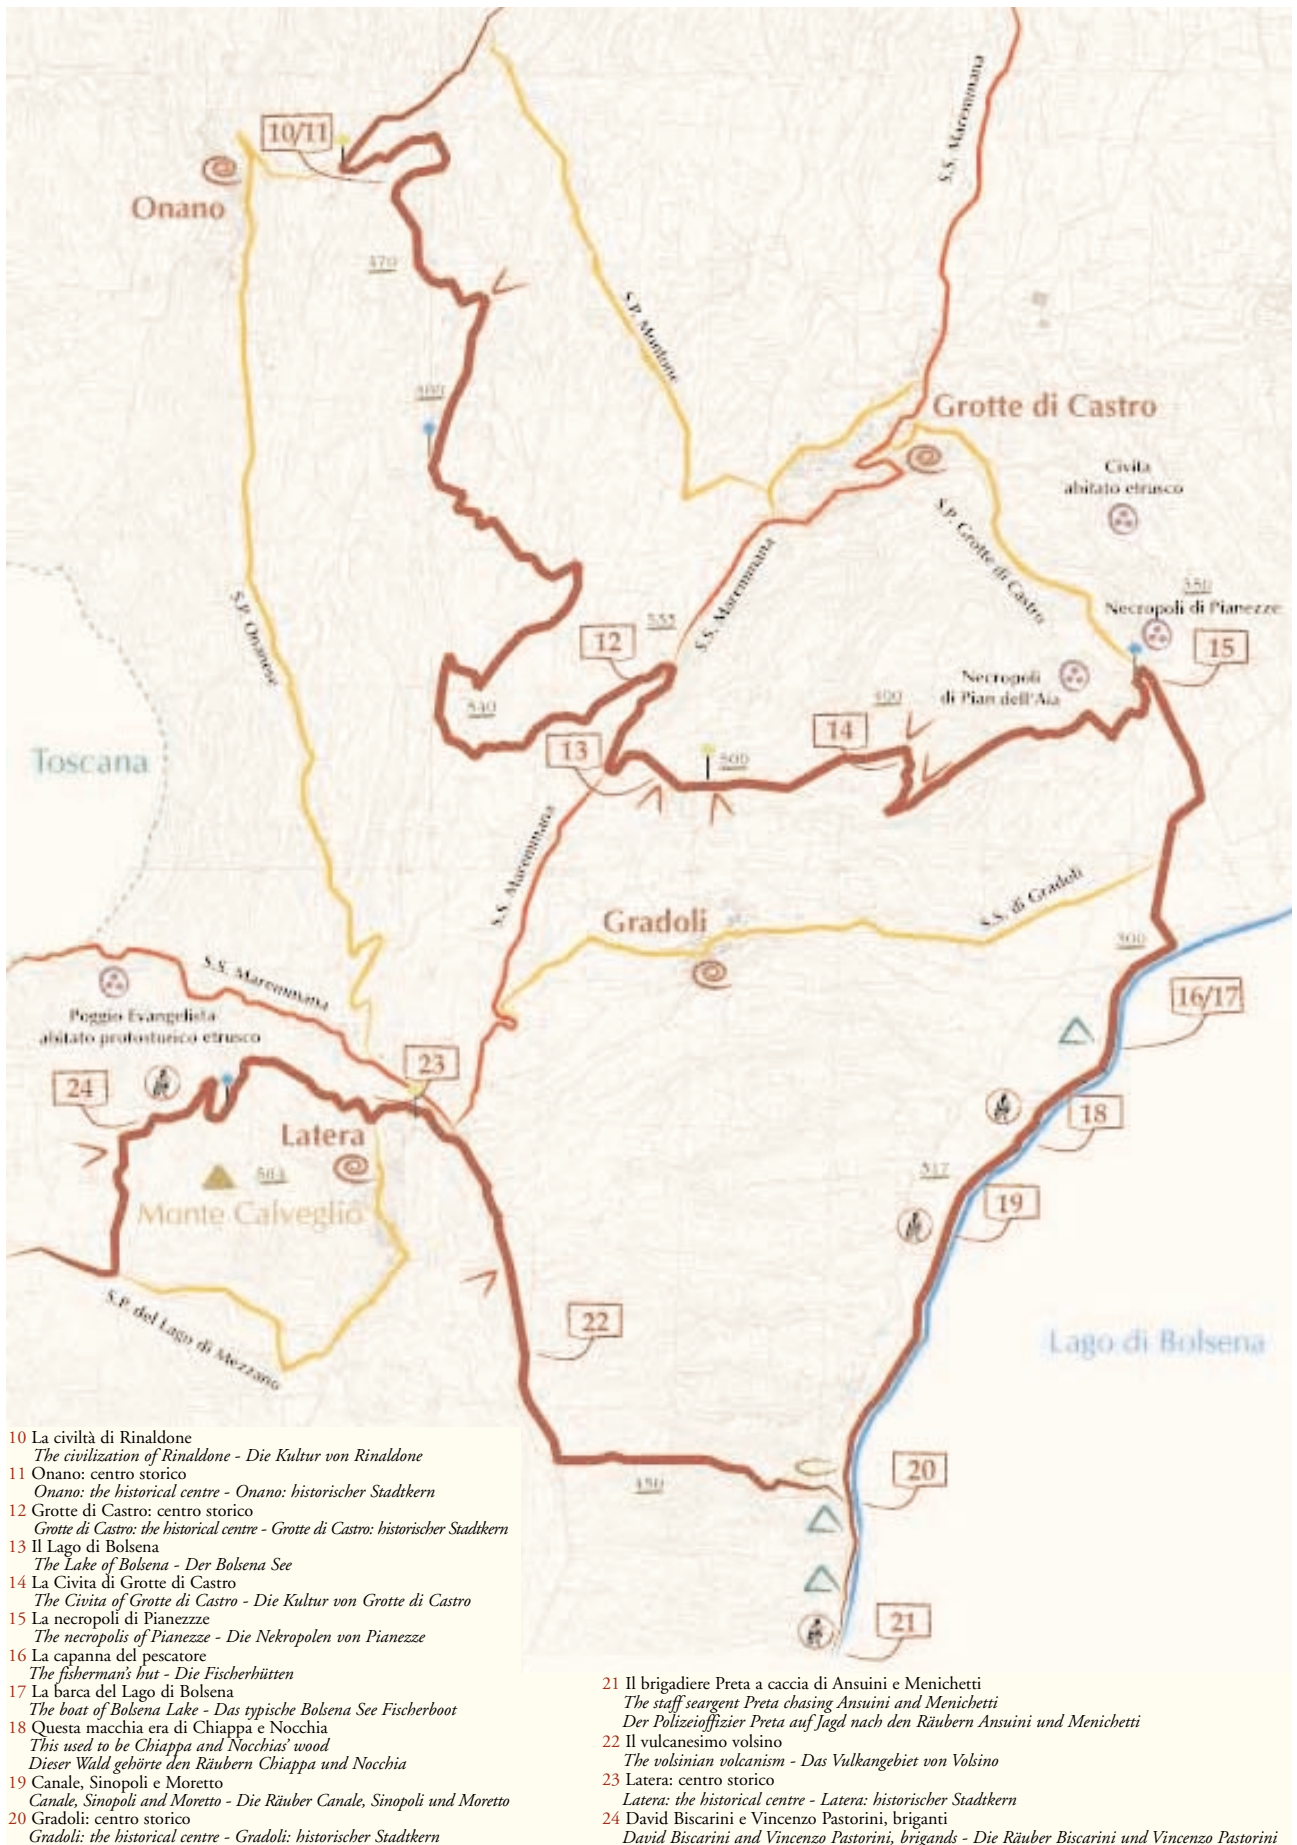 S.S. Maremmana
10/11
Onano
370
S.P. Montone
Grotte di Castro
Civita
abitato etrusco
S.P. Grotte di Castro
S.P. Onanese
S.S. Maremmana
12
Necropoli di Pianezze
15
Necropoli
di Pian dell'Aia
540
14
13
500
Toscana
S.S. Maremmana
Gradoli
S.S. di Gradoli
300
S.S. Maremmana
Poggio Evangelista
abitato protostorico etrusco
16/17
23
24
18
Latera
564
317
19
Monte Calveglio
S.P. del Lago di Mezzano
22
Lago di Bolsena
20
450
21
10 La civiltà di Rinaldone
The civilization of Rinaldone - Die Kultur von Rinaldone
11 Onano: centro storico
Onano: the historical centre - Onano: historischer Stadtkern
12 Grotte di Castro: centro storico
Grotte di Castro: the historical centre - Grotte di Castro: historischer Stadtkern
13 Il Lago di Bolsena
The Lake of Bolsena - Der Bolsena See
14 La Civita di Grotte di Castro
The Civita of Grotte di Castro - Die Kultur von Grotte di Castro
15 La necropoli di Pianezzze
The necropolis of Pianezze - Die Nekropolen von Pianezze
16 La capanna del pescatore
The fisherman's hut - Die Fischerhütten
17 La barca del Lago di Bolsena
The boat of Bolsena Lake - Das typische Bolsena See Fischerboot
18 Questa macchia era di Chiappa e Nocchia
This used to be Chiappa and Nocchias' wood
Dieser Wald gehörte den Räubern Chiappa und Nocchia
19 Canale, Sinopoli e Moretto
Canale, Sinopoli and Moretto - Die Räuber Canale, Sinopoli und Moretto
20 Gradoli: centro storico
Gradoli: the historical centre - Gradoli: historischer Stadtkern
21 Il brigadiere Preta a caccia di Ansuini e Menichetti
The staff seargent Preta chasing Ansuini and Menichetti
Der Polizeioffizier Preta auf Jagd nach den Räubern Ansuini und Menichetti
22 Il vulcanesimo volsino
The volsinian volcanism - Das Vulkangebiet von Volsino
23 Latera: centro storico
Latera: the historical centre - Latera: historischer Stadtkern
24 David Biscarini e Vincenzo Pastorini, briganti
David Biscarini and Vincenzo Pastorini, brigands - Die Räuber Biscarini und Vincenzo Pastorini